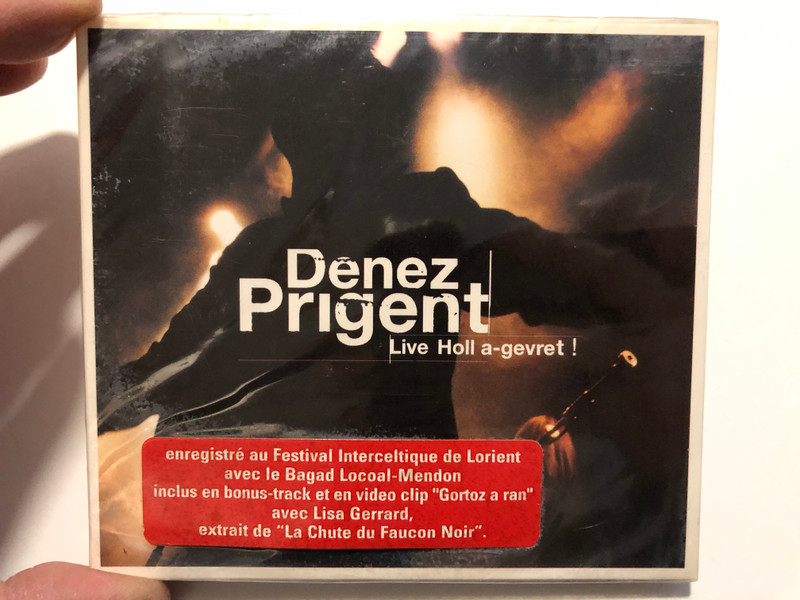 Denez
Prigent
Live Holl a-gevret !
enregistré au Festival Interceltique de Lorient
avec le Bagad Locoal-Mendon
inclus en bonus-track et en video clip "Gortoz a ran"
avec Lisa Gerrard,
extrait de “La Chute du Faucon Noir”.